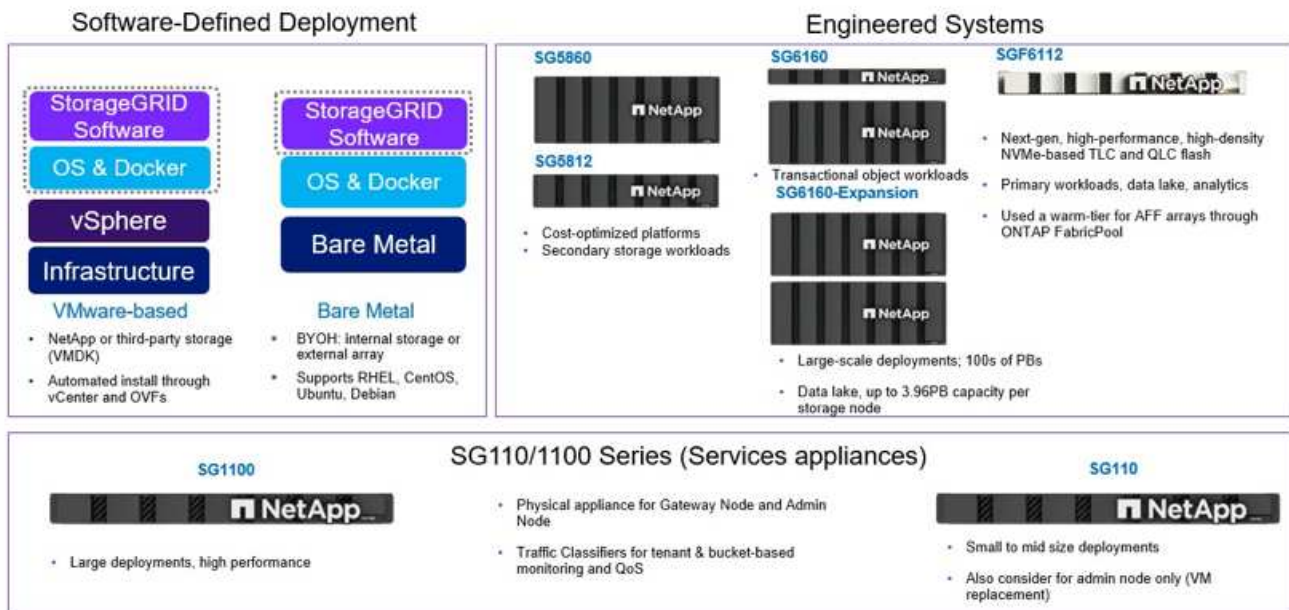 Software-Defined Deployment
StorageGRID
Software
OS & Docker
vSphere
Infrastructure
VMware-based
• NetApp or third-party storage
(VMDK)
• Automated install through
vCenter and OVFs
StorageGRID
Software
OS & Docker
Bare Metal
Bare Metal
• BYOH: internal storage or
external array
• Supports RHEL, CentOS,
Ubuntu, Debian
Engineered Systems
SG5860
NetApp
SG5812
NetApp
• Cost-optimized platforms
• Secondary storage workloads
SG6160
NetApp
NetApp
• Transactional object workloads
SG6160-Expansion
NetApp
NetApp
• Large-scale deployments; 100s of PBs
• Data lake, up to 3.96PB capacity per
storage node
SGF6112
NetApp
• Next-gen, high-performance, high-density
NVMe-based TLC and QLC flash
• Primary workloads, data lake, analytics
• Used a warm-tier for AFF arrays through
ONTAP FabricPool
SG110/1100 Series (Services appliances)
SG1100
NetApp
• Large deployments, high performance
• Physical appliance for Gateway Node and Admin
Node
• Traffic Classifiers for tenant & bucket-based
monitoring and QoS
SG110
NetApp
• Small to mid size deployments
• Also consider for admin node only (VM
replacement)